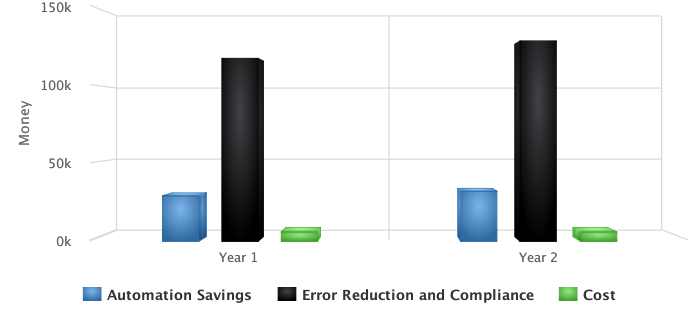 150k
100k
50k
0k
Money
Year 1
Year 2
Automation Savings
Error Reduction and Compliance
Cost